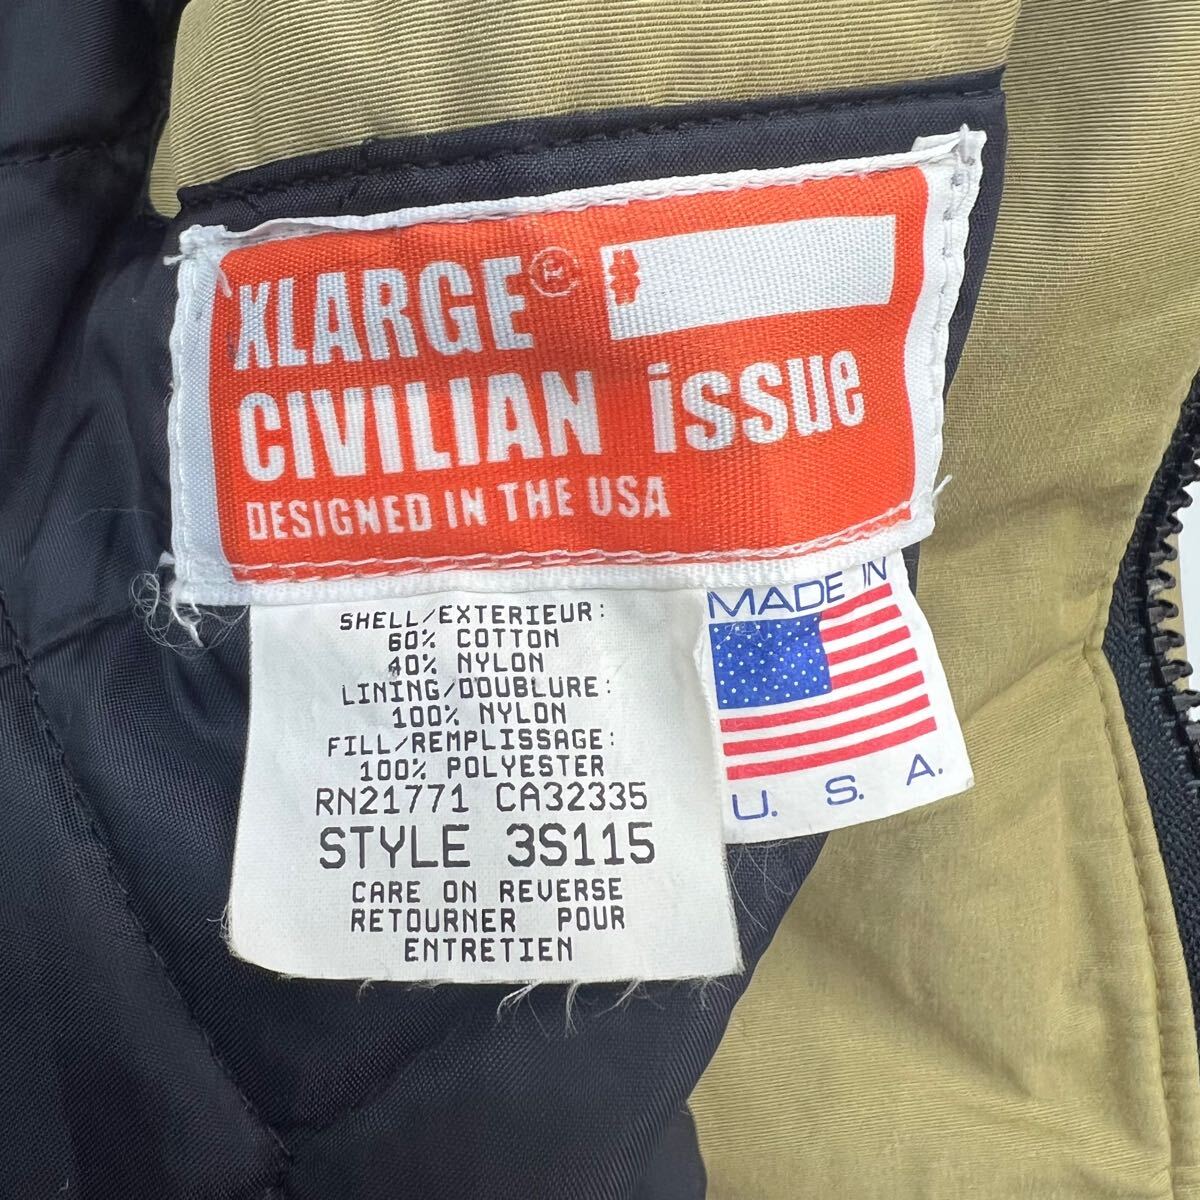 XLARGE®
CIVILIAN issue
DESIGNED IN THE USA
SHELL/EXTERIEUR:
60% COTTON
40% NYLON
LINING/DOUBLURE:
100% NYLON
FILL/REMPLISSAGE:
100% POLYESTER
RN21771 CA32335
STYLE 3S115
CARE ON REVERSE
RETOURNER POUR
ENTRETIEN
MADE IN
U. S. A.